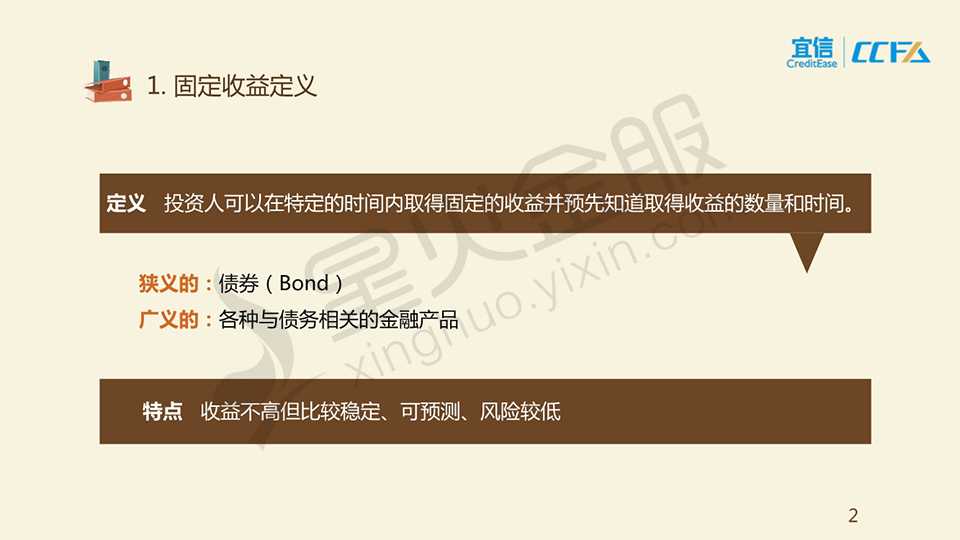 宜信
CreditEase
CCFA
1. 固定收益定义
定义 投资人可以在特定的时间内取得固定的收益并预先知道取得收益的数量和时间。
狭义的：债券（Bond）
广义的：各种与债务相关的金融产品
特点 收益不高但比较稳定、可预测、风险较低
星火金服
xinghuo.yixin.com
2